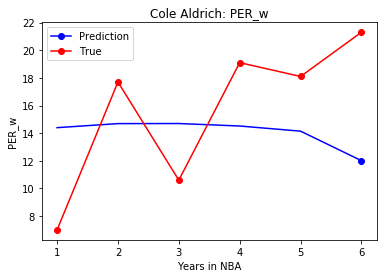 Cole Aldrich: PER_w
Prediction
True
PER_w
22
20
18
16
14
12
10
8
1 2 3 4 5 6
Years in NBA